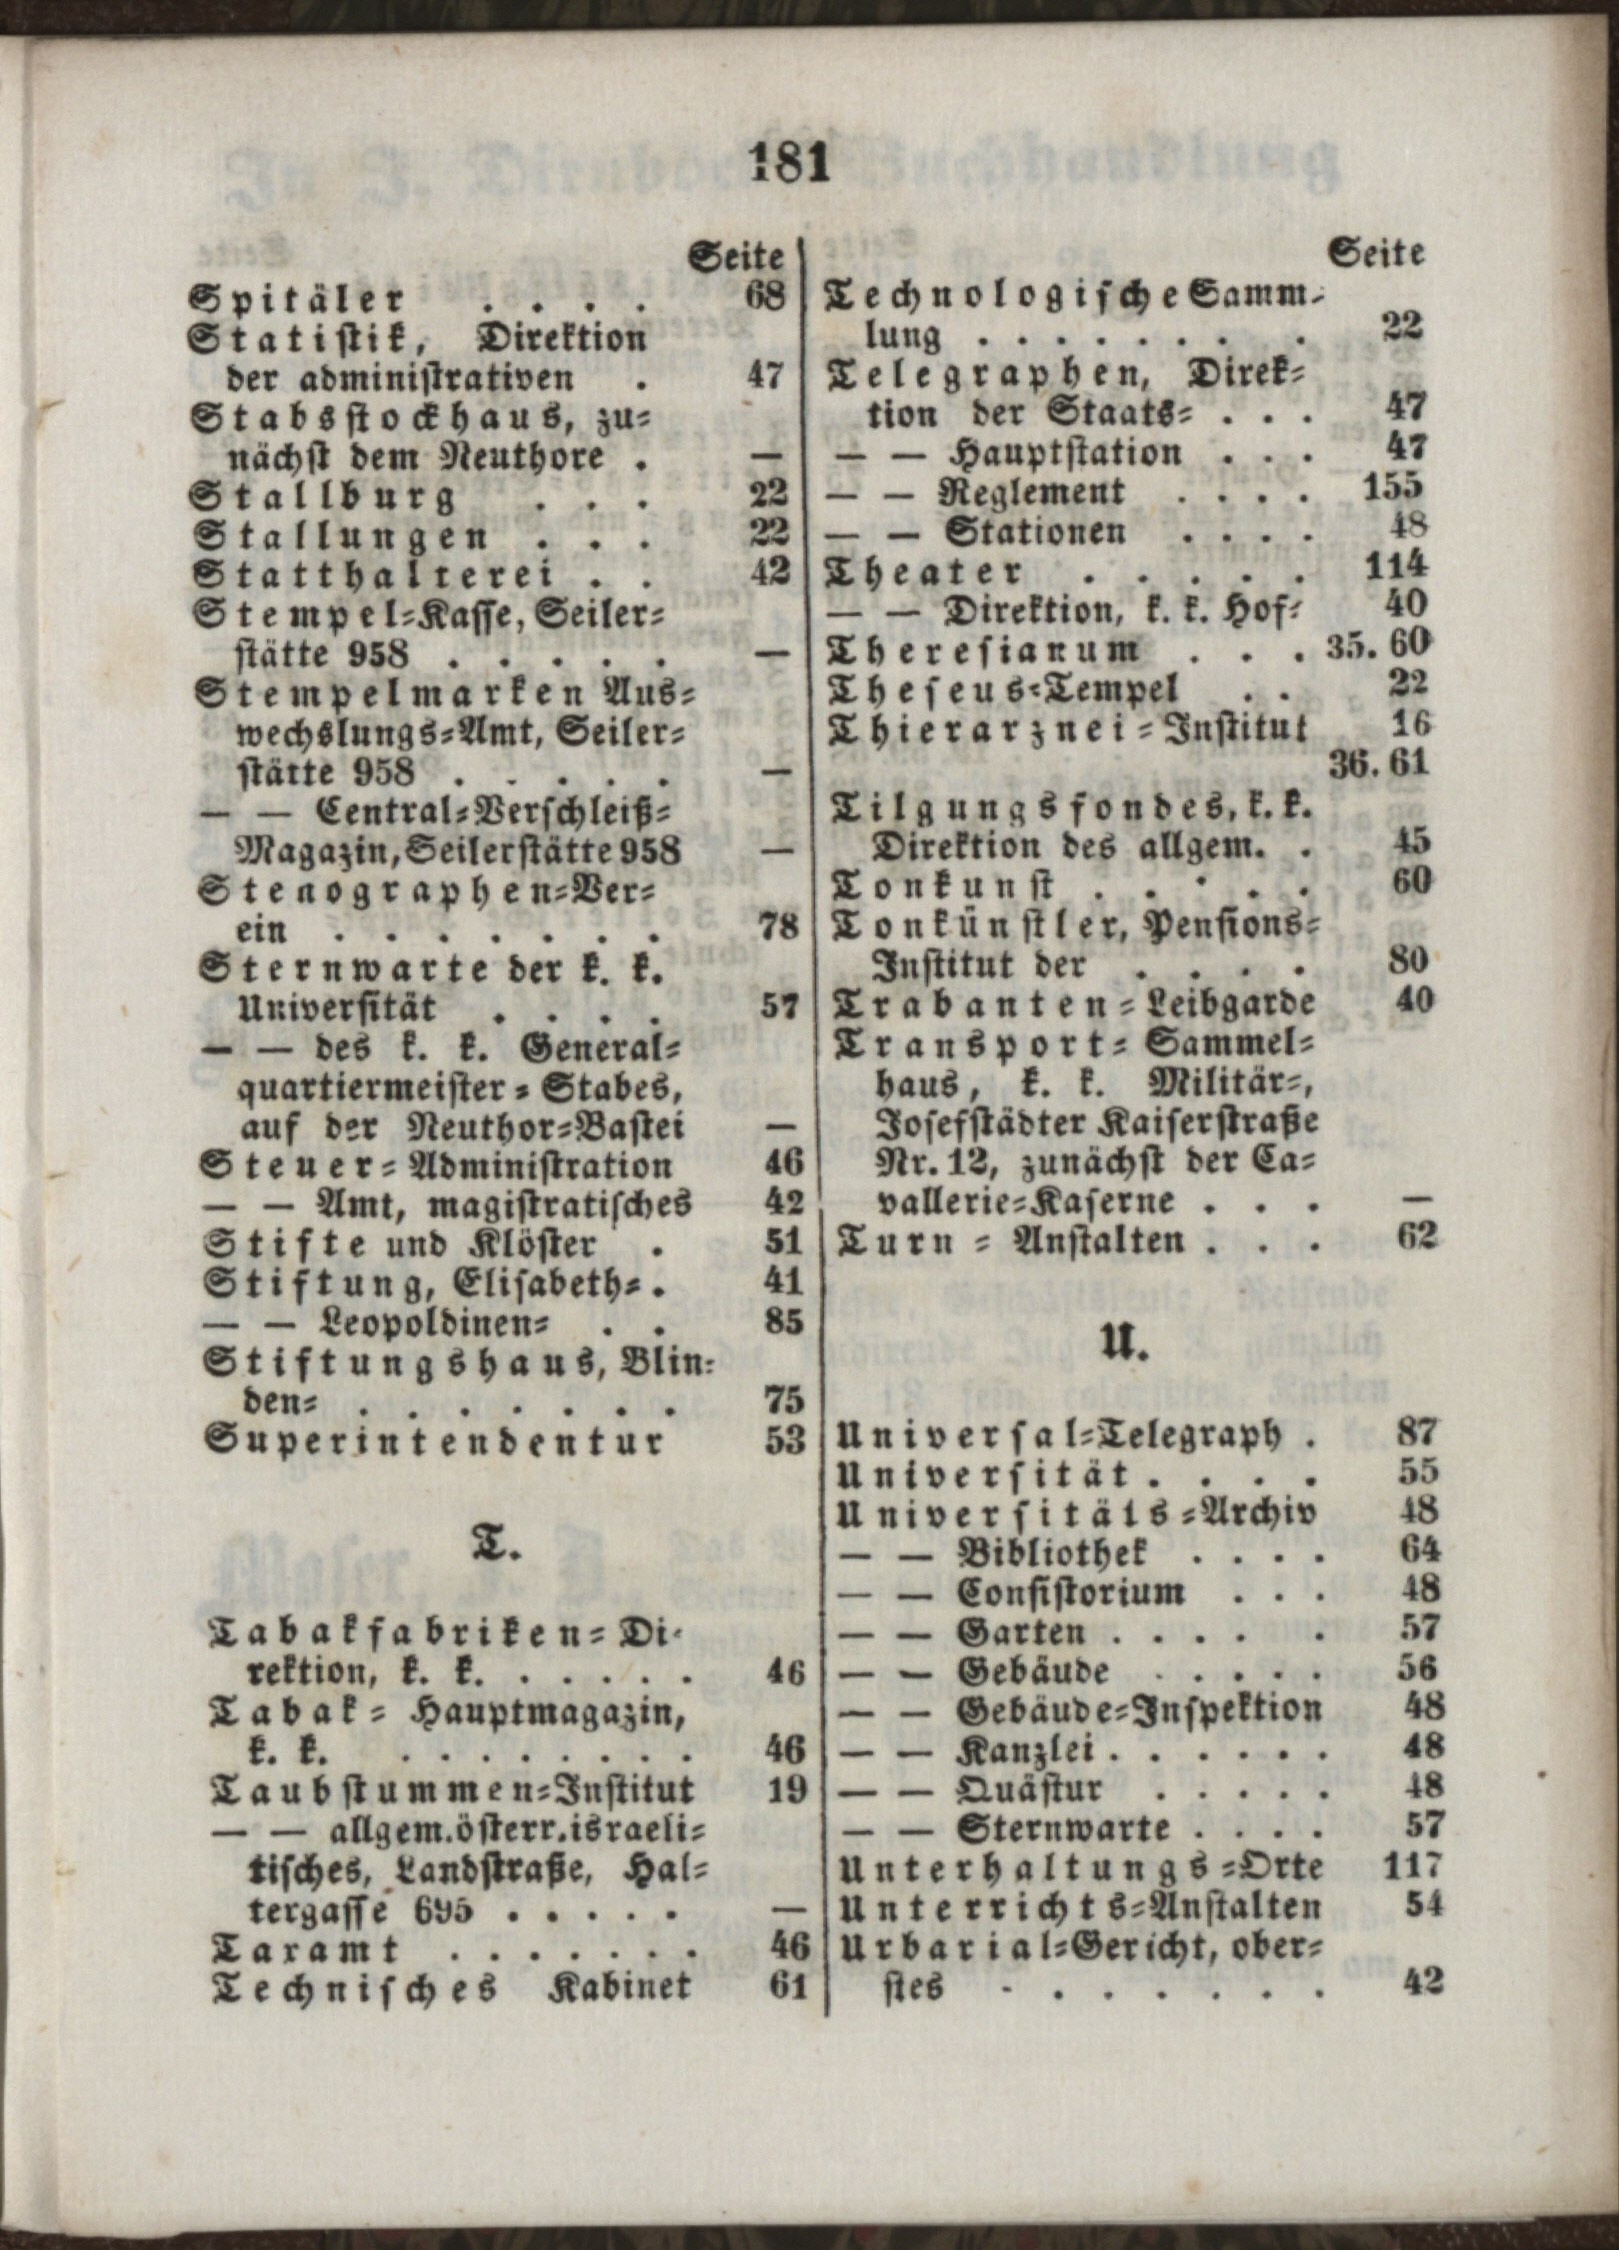 181
Seite
Spitäler . . . . 68
Statistik, Direktion
der administrativen . 47
Stabsstockhaus, zu=
nächst dem Neuthore . —
Stallburg . . . 22
Stallungen . . . 22
Statthalterei . . 42
Stempel=Kasse, Seiler=
stätte 958 . . . . . . —
Stempelmarken Aus=
wechslungs=Amt, Seiler=
stätte 958 . . . . . . —
— — Central=Verschleiß=
Magazin, Seilerstätte 958 —
Stenographen=Ver=
ein . . . . . . . . . 78
Sternwarte der k. k.
Universität . . . . . 57
— — des k. k. General=
quartiermeister=Stabes,
auf der Neuthor=Bastei —
Steuer=Administration 46
— — Amt, magistratisches 42
Stifte und Klöster . 51
Stiftung, Elisabeth=. 41
— — Leopoldinen= . . 85
Stiftungshaus, Blin=
den= . . . . . . . . 75
Superintendentur 53
T.
Tabakfabriken=Di=
rektion, k. k. . . . . . 46
Tabak=Hauptmagazin,
k. k. . . . . . . . . 46
Taubstummen=Institut 19
— — allgem. österr. israeli=
tisches, Landstraße, Hal=
tergasse 695 . . . . . —
Taxamt . . . . . . . 46
Technisches Kabinet 61
Seite
Technologische Samm=
lung . . . . . . . . . 22
Telegraphen, Direk=
tion der Staats= . . . 47
— — Hauptstation . . . 47
— — Reglement . . . . 155
— — Stationen . . . . 48
Theater . . . . . . 114
— — Direktion, k. k. Hof= 40
Theresianum . . . 35. 60
Theseus=Tempel . . 22
Thierarznei=Institut 16
36. 61
Tilgungsfondes, k. k.
Direktion des allgem. . 45
Tonkunst . . . . . . 60
Tonkünstler, Pensions=
Institut der . . . . . 80
Trabanten=Leibgarde 40
Transport=Sammel=
haus, k. k. Militär=,
Josefstädter Kaiserstraße
Nr. 12, zunächst der Ca=
vallerie=Kaserne . . . —
Turn=Anstalten . . . 62
U.
Universal=Telegraph . 87
Universität . . . . . 55
Universitäts=Archiv 48
— — Bibliothek . . . . 64
— — Consistorium . . . 48
— — Garten . . . . . 57
— — Gebäude . . . . . 56
— — Gebäude=Inspektion 48
— — Kanzlei . . . . . . 48
— — Quästur . . . . . 48
— — Sternwarte . . . . 57
Unterhaltungs=Orte 117
Unterrichts=Anstalten 54
Urbarial=Gericht, ober=
stes . . . . . . . . 42